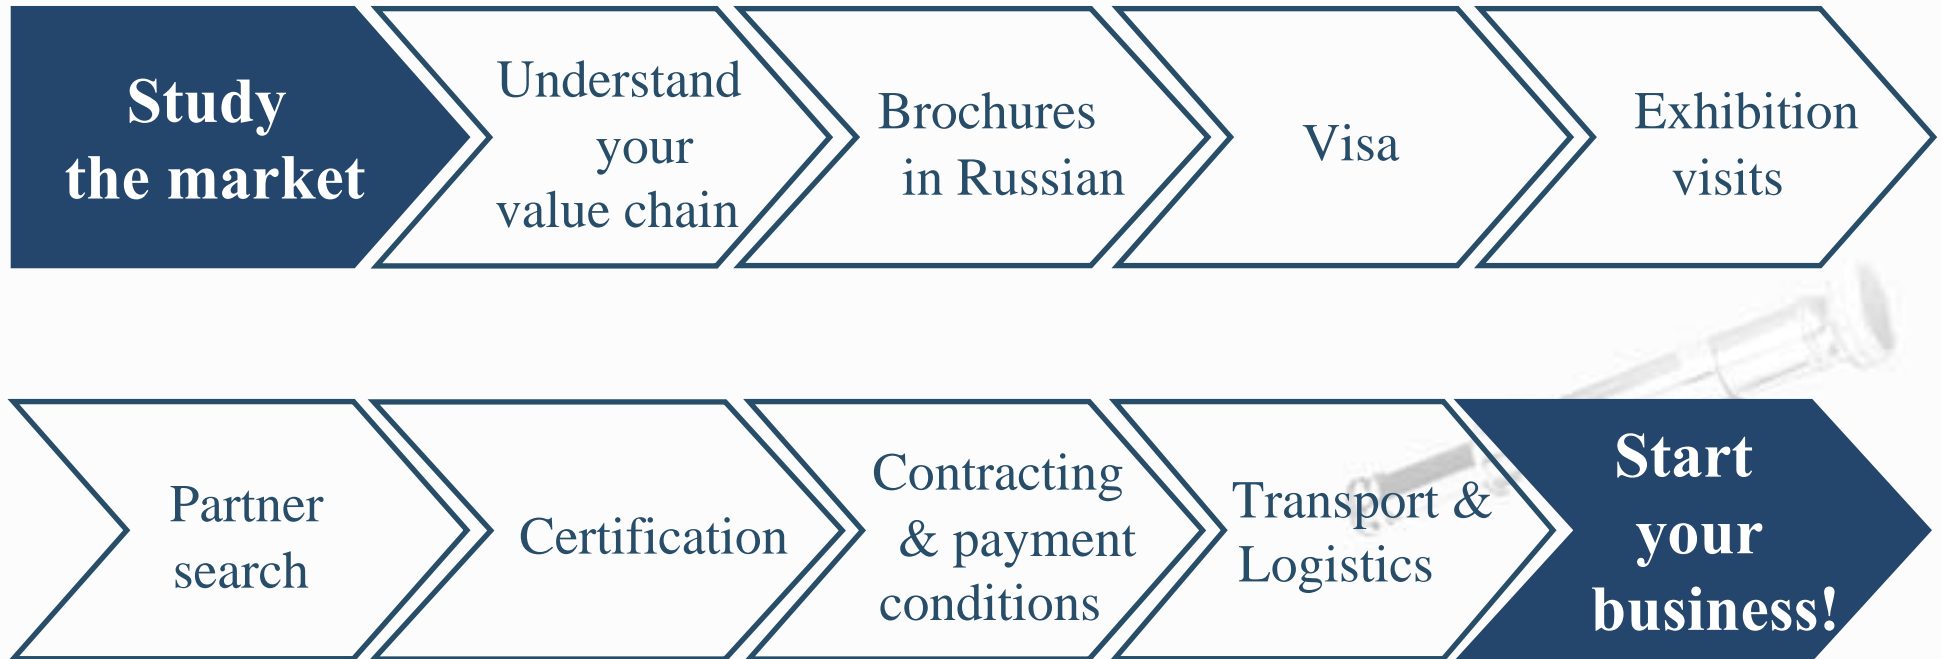 Study
the market
Understand
your
value chain
Brochures
in Russian
Visa
Exhibition
visits
Partner
search
Certification
Contracting
& payment
conditions
Transport &
Logistics
Start
your
business!